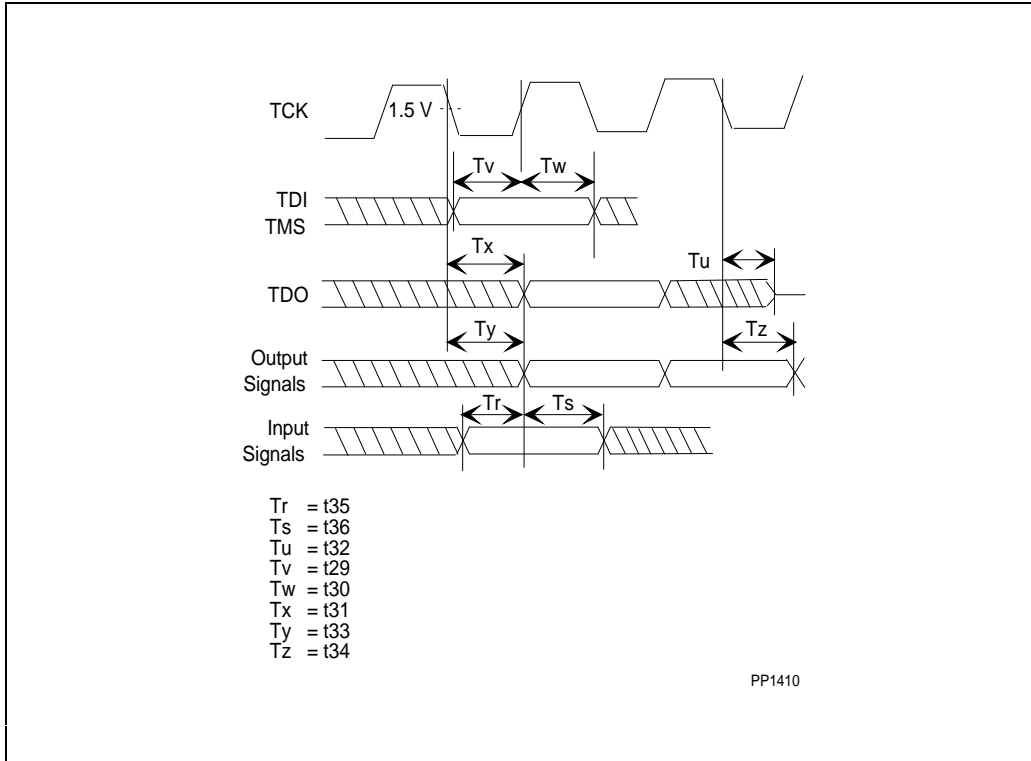 TCK
1.5 V
Tv Tw
TDI
TMS
Tx
Tu
TDO
Ty
Tz
Output
Signals
Tr Ts
Input
Signals
Tr = t35
Ts = t36
Tu = t32
Tv = t29
Tw = t30
Tx = t31
Ty = t33
Tz = t34
PP1410